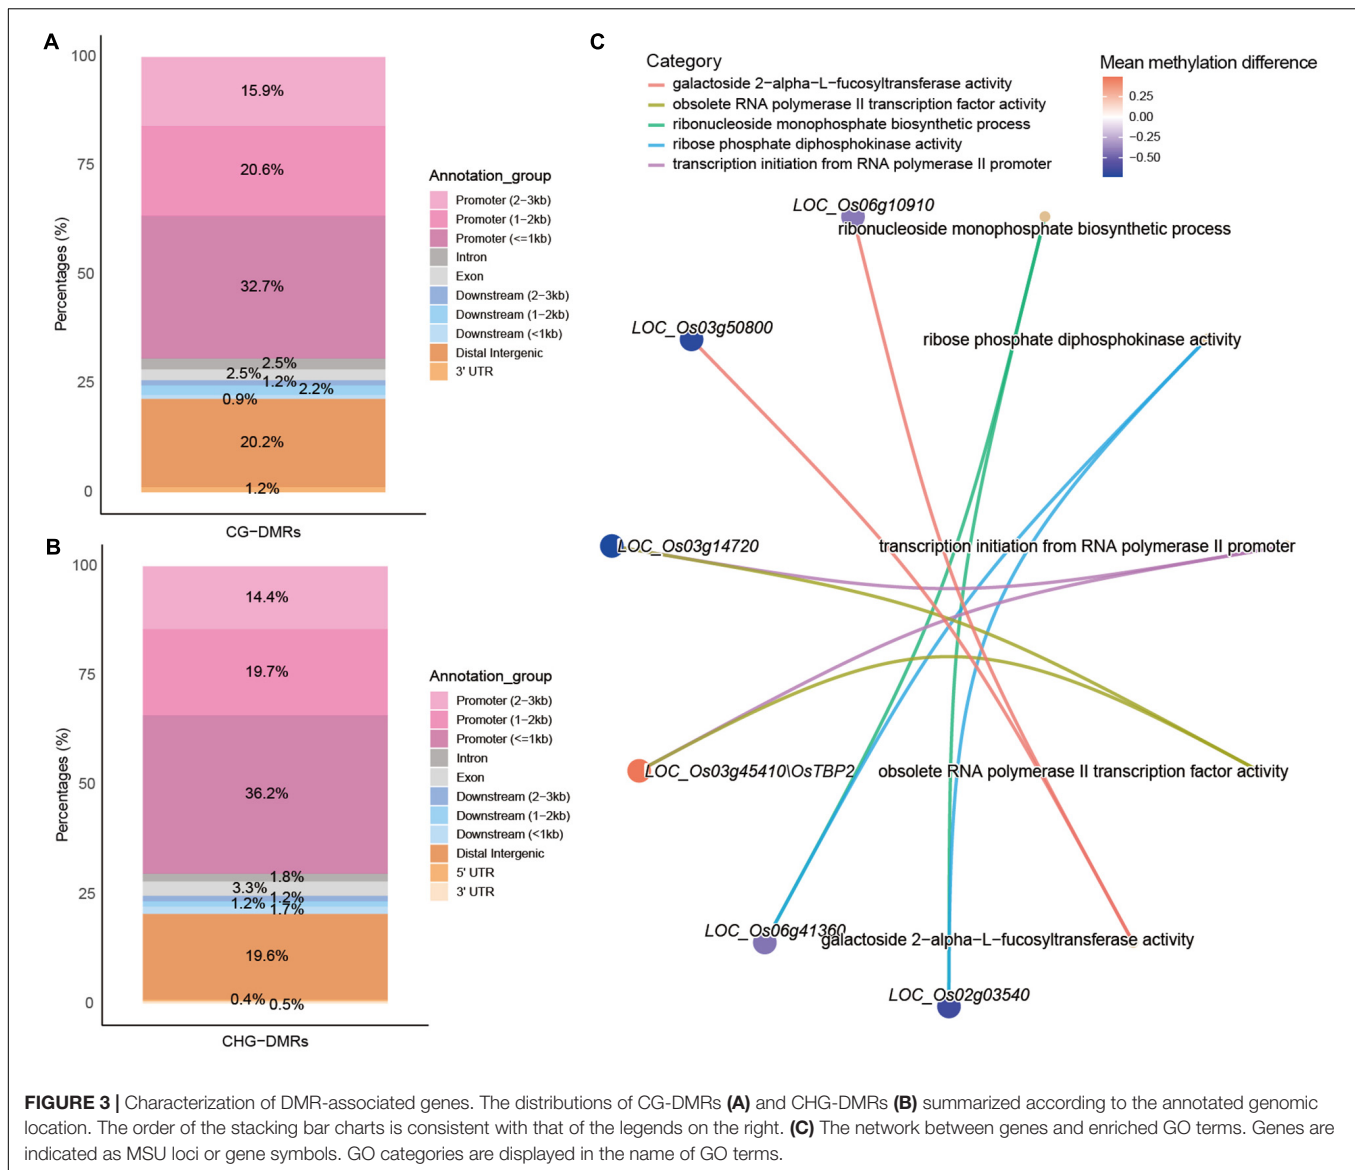 A
100
75
50
25
0
Percentages (%)
15.9%
20.6%
32.7%
2.5%
2.5%
1.2%
2.2%
0.9%
20.2%
1.2%
CG−DMRs
Annotation_group
Promoter (2−3kb)
Promoter (1−2kb)
Promoter (<=1kb)
Intron
Exon
Downstream (2−3kb)
Downstream (1−2kb)
Downstream (<1kb)
Distal Intergenic
3' UTR
B
100
75
50
25
0
Percentages (%)
14.4%
19.7%
36.2%
1.8%
3.3%
1.2%
1.2%
1.7%
19.6%
0.4%
0.5%
CHG−DMRs
Annotation_group
Promoter (2−3kb)
Promoter (1−2kb)
Promoter (<=1kb)
Intron
Exon
Downstream (2−3kb)
Downstream (1−2kb)
Downstream (<1kb)
Distal Intergenic
5' UTR
3' UTR
C
Category
galactoside 2−alpha−L−fucosyltransferase activity
obsolete RNA polymerase II transcription factor activity
ribonucleoside monophosphate biosynthetic process
ribose phosphate diphosphokinase activity
transcription initiation from RNA polymerase II promoter
Mean methylation difference
0.25
0.00
−0.25
−0.50
LOC_Os06g10910
ribonucleoside monophosphate biosynthetic process
LOC_Os03g50800
ribose phosphate diphosphokinase activity
LOC_Os03g14720
transcription initiation from RNA polymerase II promoter
LOC_Os03g45410\OsTBP2
obsolete RNA polymerase II transcription factor activity
LOC_Os06g41360
galactoside 2−alpha−L−fucosyltransferase activity
LOC_Os02g03540
FIGURE 3 | Characterization of DMR-associated genes. The distributions of CG-DMRs (A) and CHG-DMRs (B) summarized according to the annotated genomic
location. The order of the stacking bar charts is consistent with that of the legends on the right. (C) The network between genes and enriched GO terms. Genes are
indicated as MSU loci or gene symbols. GO categories are displayed in the name of GO terms.